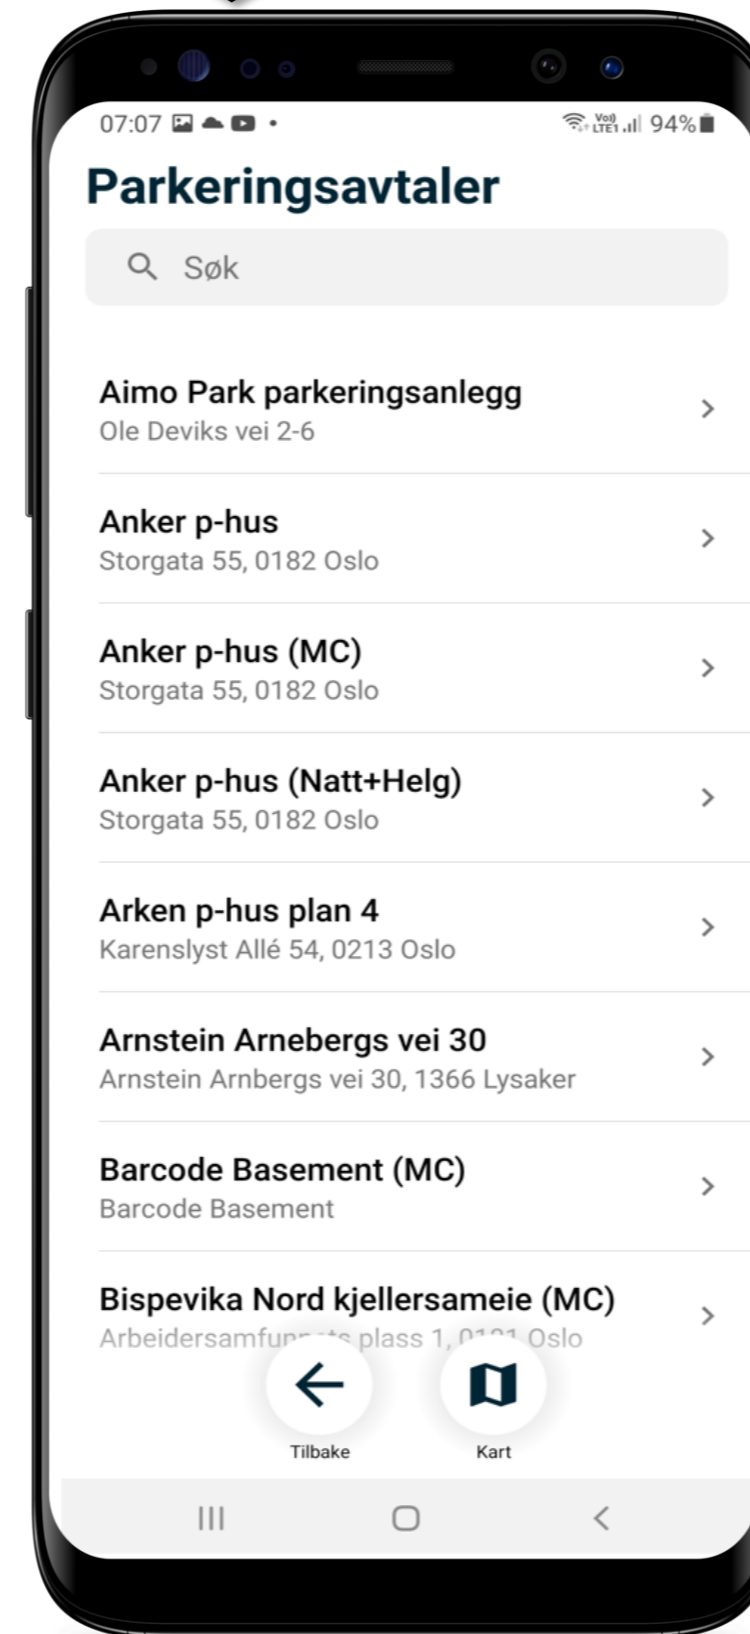 07:07
Vo)) LTE1 94%
Parkeringsavtaler
Søk
Aimo Park parkeringsanlegg
Ole Deviks vei 2-6
Anker p-hus
Storgata 55, 0182 Oslo
Anker p-hus (MC)
Storgata 55, 0182 Oslo
Anker p-hus (Natt+Helg)
Storgata 55, 0182 Oslo
Arken p-hus plan 4
Karenslyst Allé 54, 0213 Oslo
Arnstein Arnebergs vei 30
Arnstein Arnbergs vei 30, 1366 Lysaker
Barcode Basement (MC)
Barcode Basement
Bispevika Nord kjellersameie (MC)
plass 1, Oslo
Tilbake
Kart